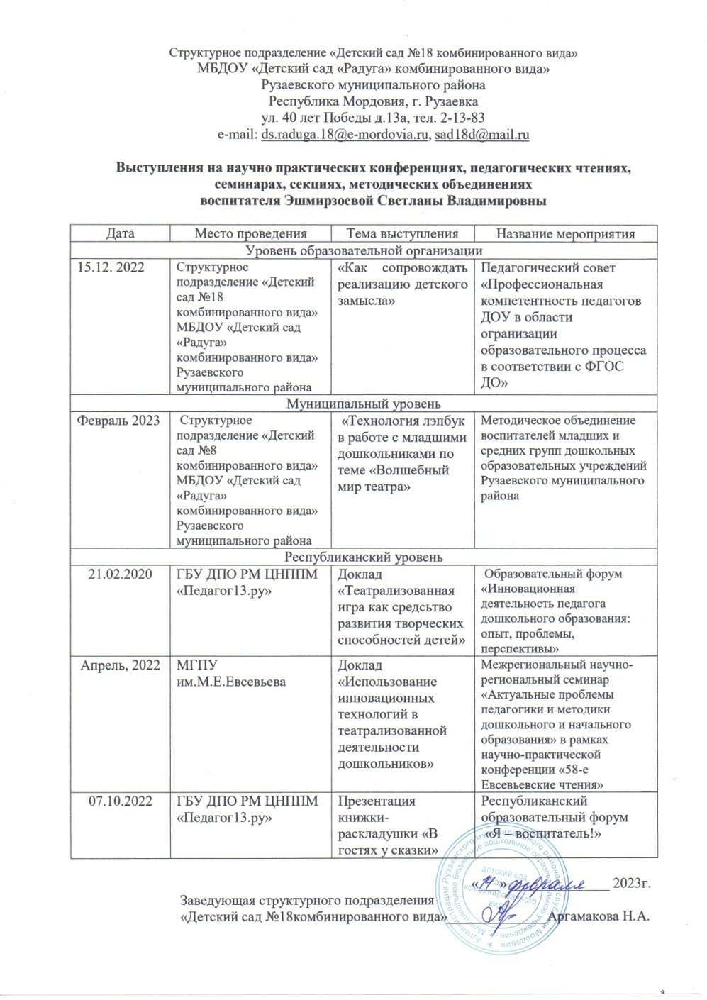 Структурное подразделение «Детский сад №18 комбинированного вида»
МБДОУ «Детский сад «Радуга» комбинированного вида»
Рузаевского муниципального района
Республика Мордовия, г. Рузаевка
ул. 40 лет Победы д.13а, тел. 2-13-83
e-mail: ds.raduga.18@e-mordovia.ru, sad18d@mail.ru
Выступления на научно практических конференциях, педагогических чтениях,
семинарах, секциях, методических объединениях
воспитателя Эшмирзоевой Светланы Владимировны
Дата Место проведения Тема выступления Название мероприятия
Уровень образовательной организации
15.12. 2022
Структурное
подразделение «Детский
сад №18
комбинированного вида»
МБДОУ «Детский сад
«Радуга»
комбинированного вида»
Рузаевского
муниципального района
«Как сопровождать
реализацию детского
замысла»
Педагогический совет
«Профессиональная
компетентность педагогов
ДОУ в области
огранизации
образовательного процесса
в соответствии с ФГОС
ДО»
Муниципальный уровень
Февраль 2023
Структурное
подразделение «Детский
сад №8
комбинированного вида»
МБДОУ «Детский сад
«Радуга»
комбинированного вида»
Рузаевского
муниципального района
«Технология лэпбук
в работе с младшими
дошкольниками по
теме «Волшебный
мир театра»
Методическое объединение
воспитателей младших и
средних групп дошкольных
образовательных учреждений
Рузаевского муниципального
района
Республиканский уровень
21.02.2020
ГБУ ДПО РМ ЦНППМ
«Педагог13.ру»
Доклад
«Театрализованная
игра как средсьтво
развития творческих
способностей детей»
Образовательный форум
«Инновационная
деятельность педагога
дошкольного образования:
опыт, проблемы,
перспективы»
Апрель, 2022
МГПУ
им.М.Е.Евсевьева
Доклад
«Использование
инновационных
технологий в
театрализованной
деятельности
дошкольников»
Межрегиональный научно-
региональный семинар
«Актуальные проблемы
педагогики и методики
дошкольного и начального
образования» в рамках
научно-практической
конференции «58-е
Евсевьевские чтения»
07.10.2022
ГБУ ДПО РМ ЦНППМ
«Педагог13.ру»
Презентация
книжки-
раскладушки «В
гостях у сказки»
Республиканский
образовательный форум
«Я – воспитатель!»
«14» февраля 2023г.
Заведующая структурного подразделения
«Детский сад №18комбинированного вида» Аргамакова Н.А.
детский сад
комбинированного
вида